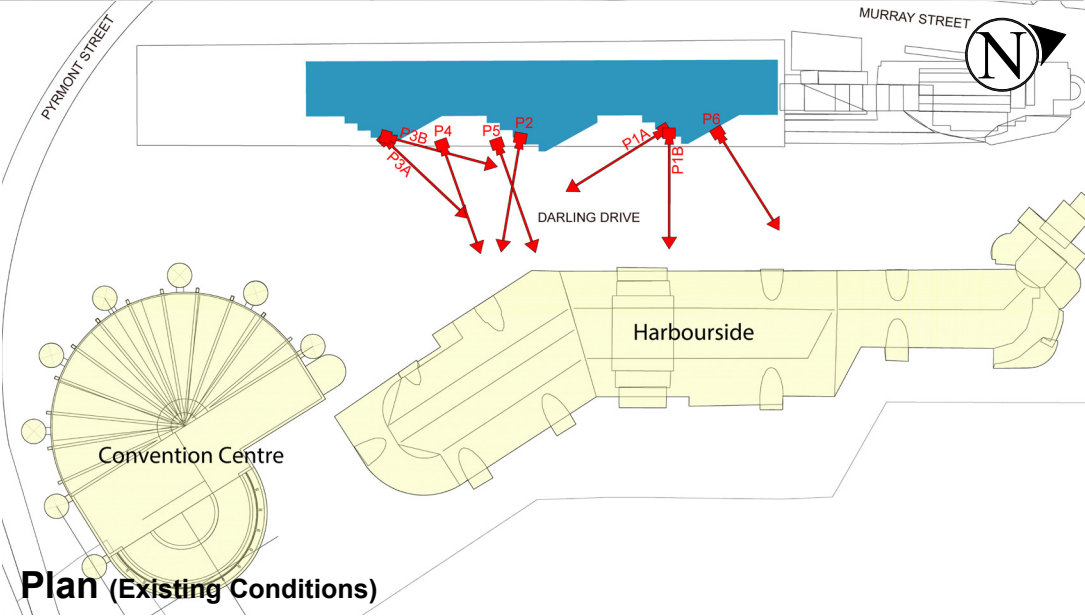 MURRAY STREET
N
PYRMONT STREET
P3B
P4
P5
P2
P1A
P1B
P6
P3A
DARLING DRIVE
Harbourside
Convention Centre
Plan (Existing Conditions)